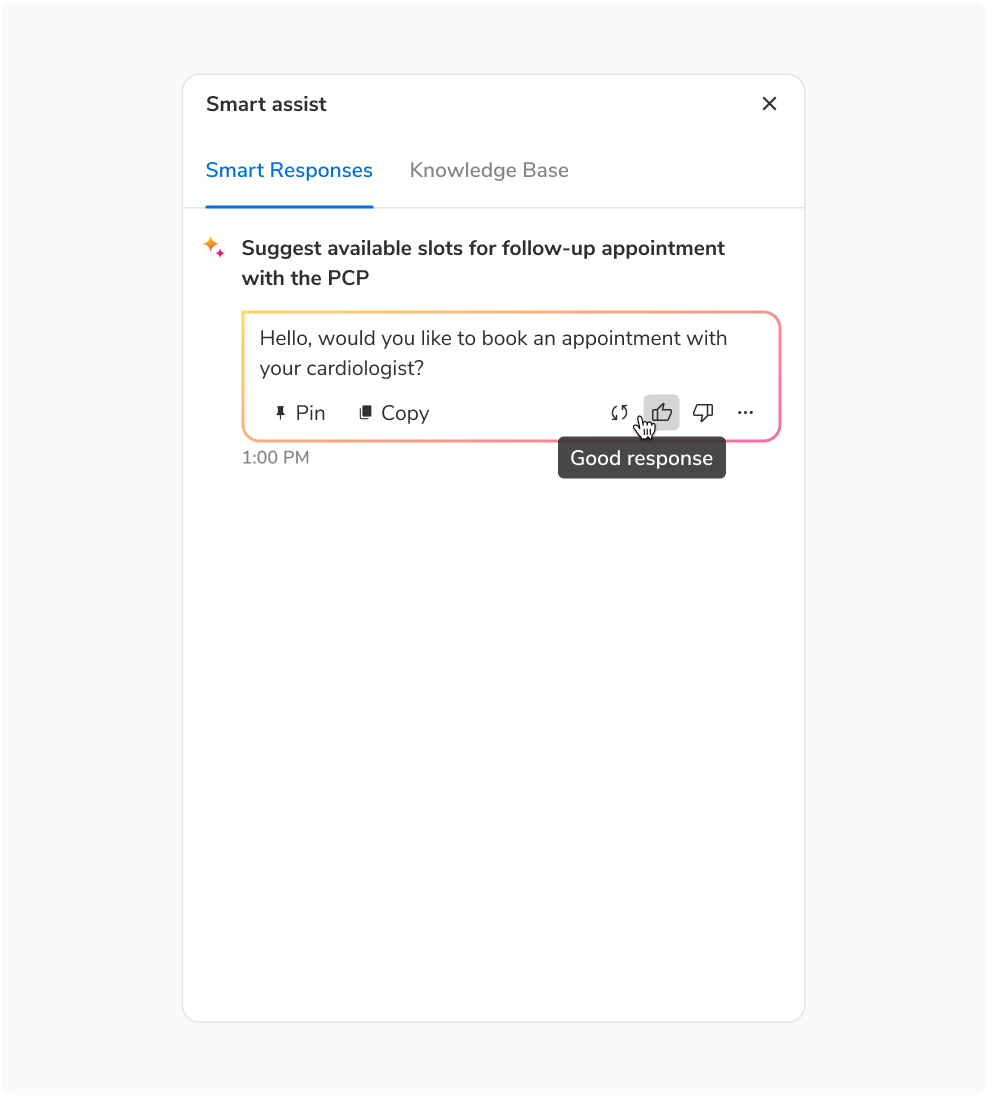 Smart assist
Smart Responses Knowledge Base
Suggest available slots for follow-up appointment
with the PCP
Hello, would you like to book an appointment with
your cardiologist?
Pin Copy
1:00 PM
Good response